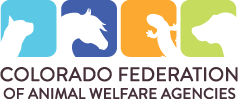 COLORADO FEDERATION
OF ANIMAL WELFARE AGENCIES